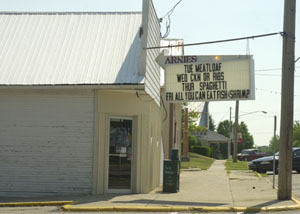 ARNIES
TUE MEATLOAF
WED CKN OR RIBS
THUR SPAGHETTI
FRI ALL YOU CAN EAT FISH-SHRIMP